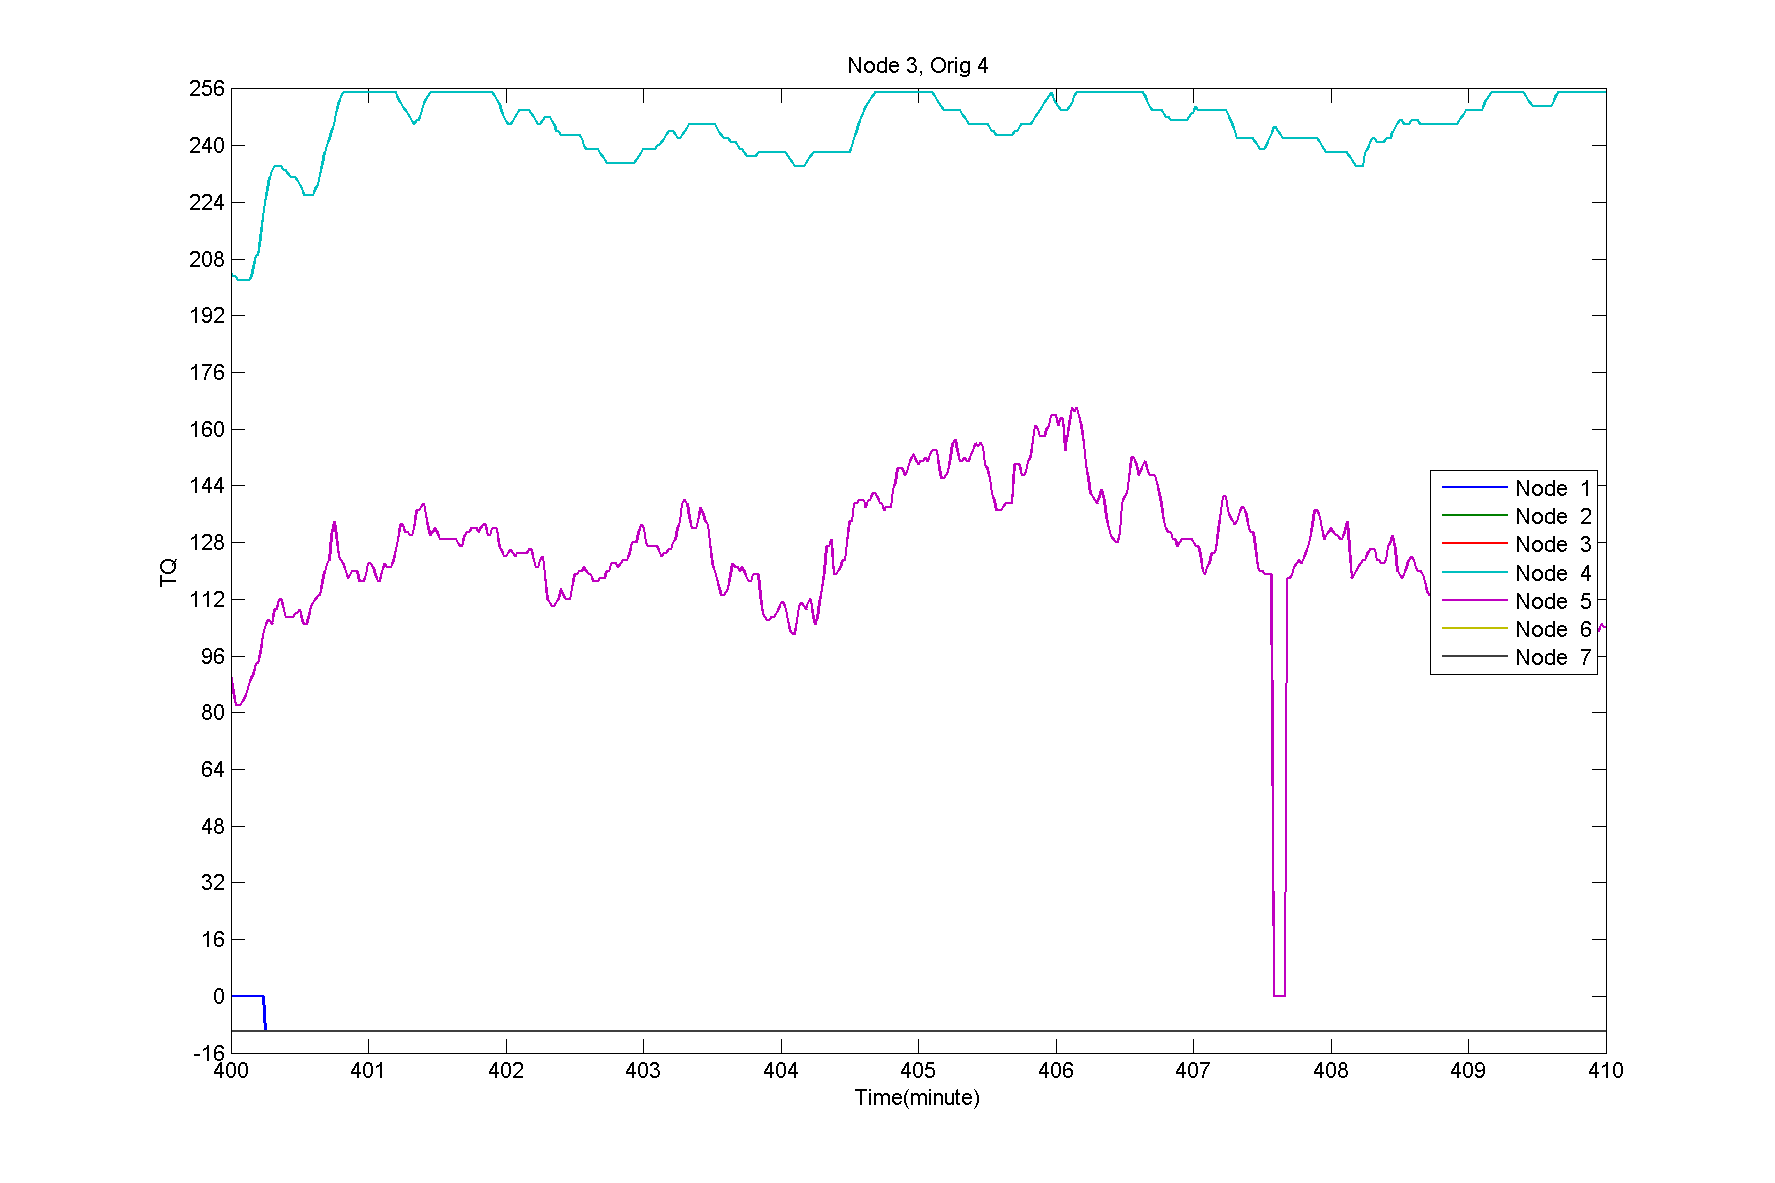 Node 3, Orig 4
256
240
224
208
192
176
160
144
128
112
96
80
64
48
32
16
0
-16
TQ
Node 1
Node 2
Node 3
Node 4
Node 5
Node 6
Node 7
400 401 402 403 404 405 406 407 408 409 410
Time(minute)